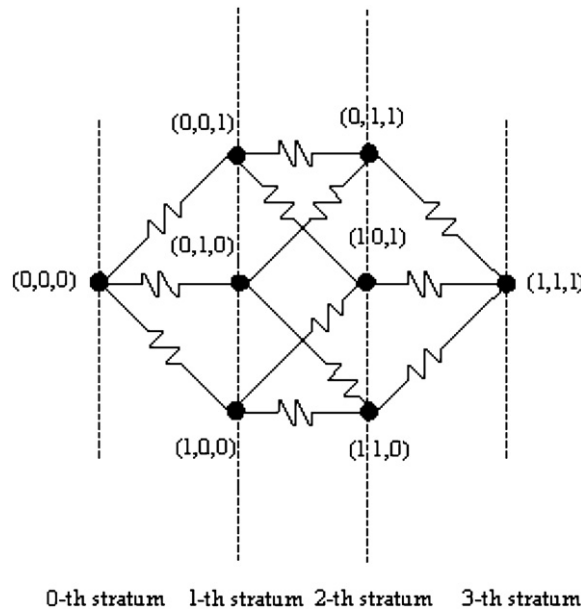 (0,0,1) (0,1,1)
(0,1,0) (1,0,1)
(0,0,0) (1,1,1)
(1,0,0) (1,1,0)
0-th stratum 1-th stratum 2-th stratum 3-th stratum